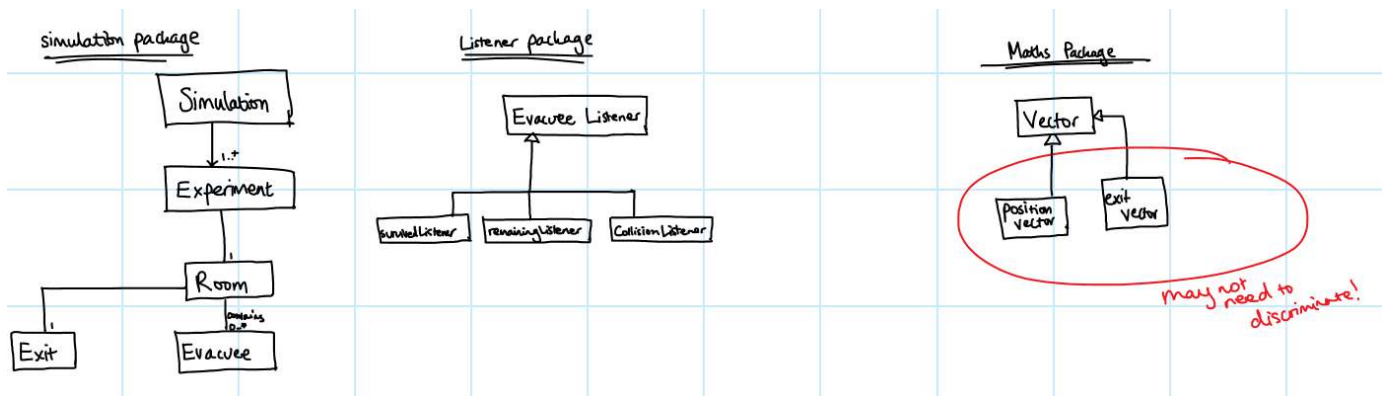 simulation package
Simulation
1..*
Experiment
1
Room
1
contains
0..*
Exit
Evacuee
Listener package
Evacuee Listener
survivedListener
remainingListener
CollisionListener
Maths Package
Vector
position
vector
exit
vector
may not
need to
discriminate!